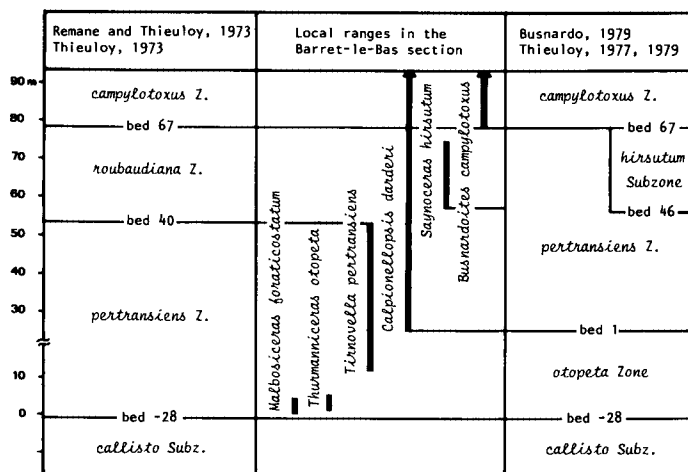 Remane and Thieuloy, 1973
Thieuloy, 1973
Local ranges in the
Barret-le-Bas section
Busnardo, 1979
Thieuloy, 1977, 1979
90 m
80
70
60
50
40
30
10
0
campylotoxus Z.
bed 67
roubaudiana Z.
bed 40
pertransiens Z.
bed -28
callisto Subz.
Malbosiceras foraticostatum
Thurmanniceras otopeta
Tirnovella pertransiens
Calpionellopsis darderi
Saynoceras hirsutum
Busnardoites campylotoxus
campylotoxus Z.
bed 67
hirsutum
Subzone
bed 46
pertransiens Z.
bed 1
otopeta Zone
bed -28
callisto Subz.